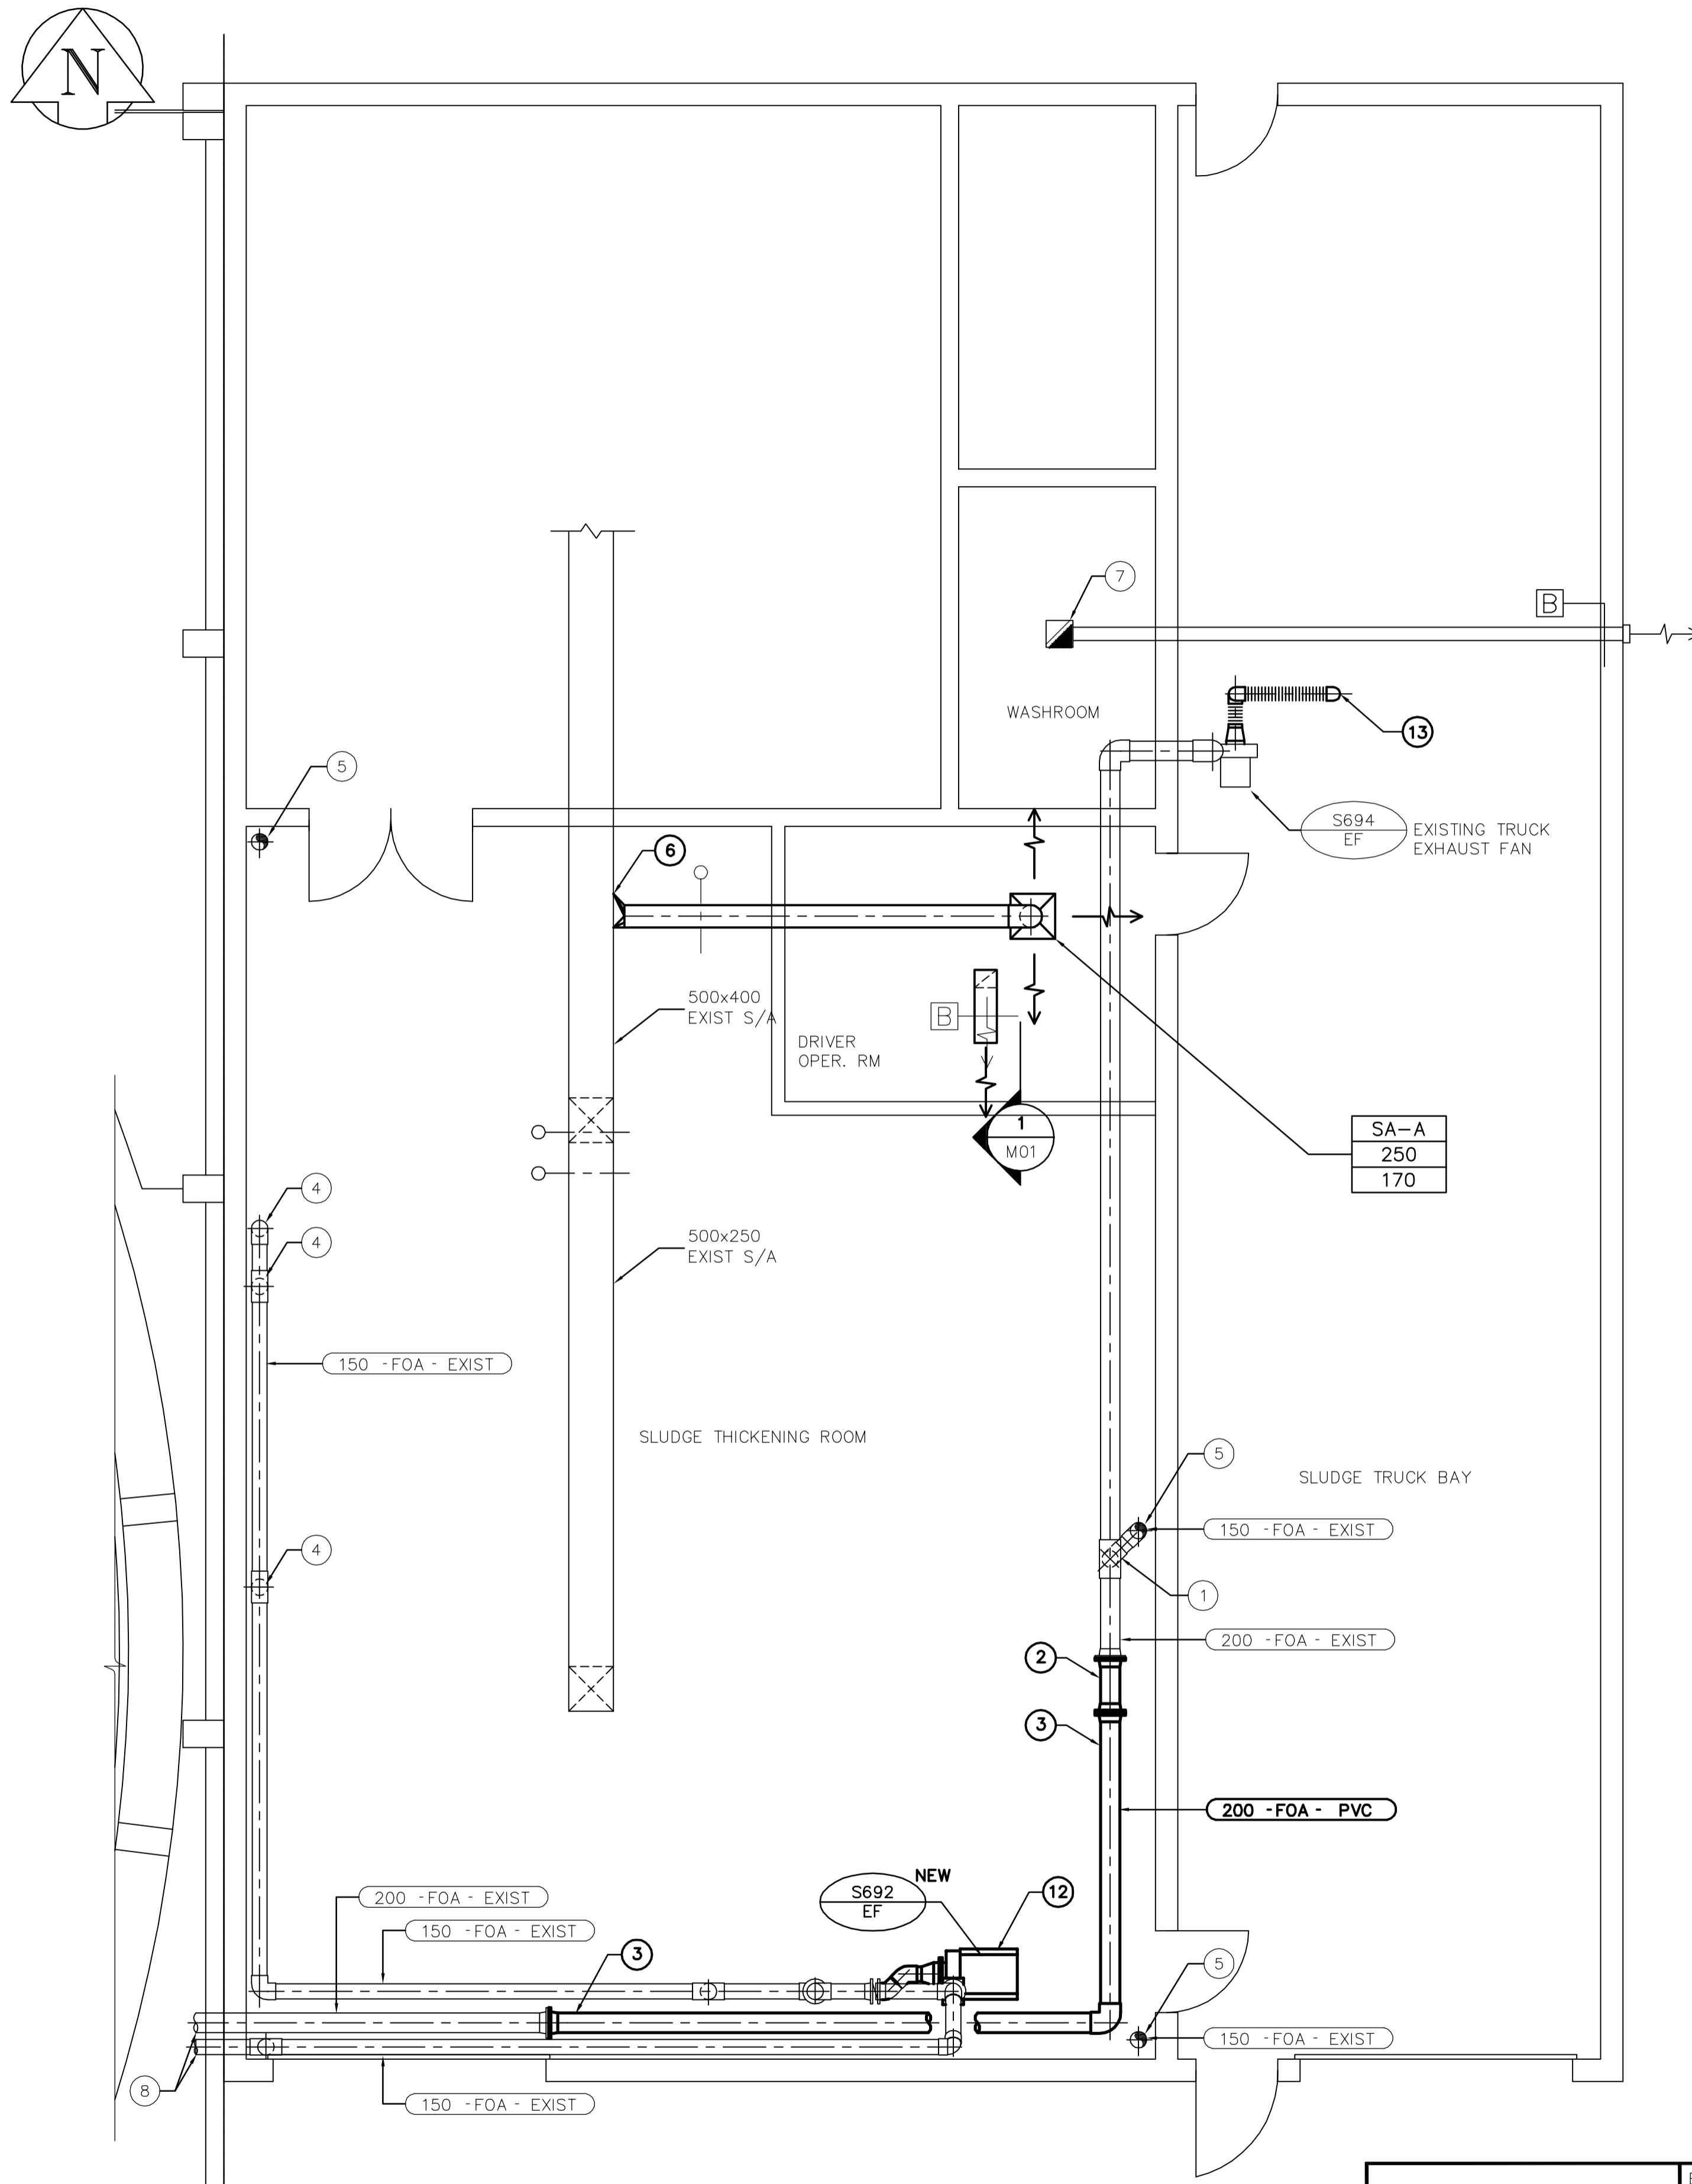 N
7
B
WASHROOM
13
5
S694
EF
EXISTING TRUCK
EXHAUST FAN
6
500x400
EXIST S/A
B
DRIVER
OPER. RM
1
M01
SA-A
250
170
4
4
500x250
EXIST S/A
150 -FOA - EXIST
SLUDGE THICKENING ROOM
5
SLUDGE TRUCK BAY
150 -FOA - EXIST
4
1
200 -FOA - EXIST
2
3
200 -FOA - PVC
NEW
S692
EF
12
200 -FOA - EXIST
150 -FOA - EXIST
3
5
150 -FOA - EXIST
8
150 -FOA - EXIST